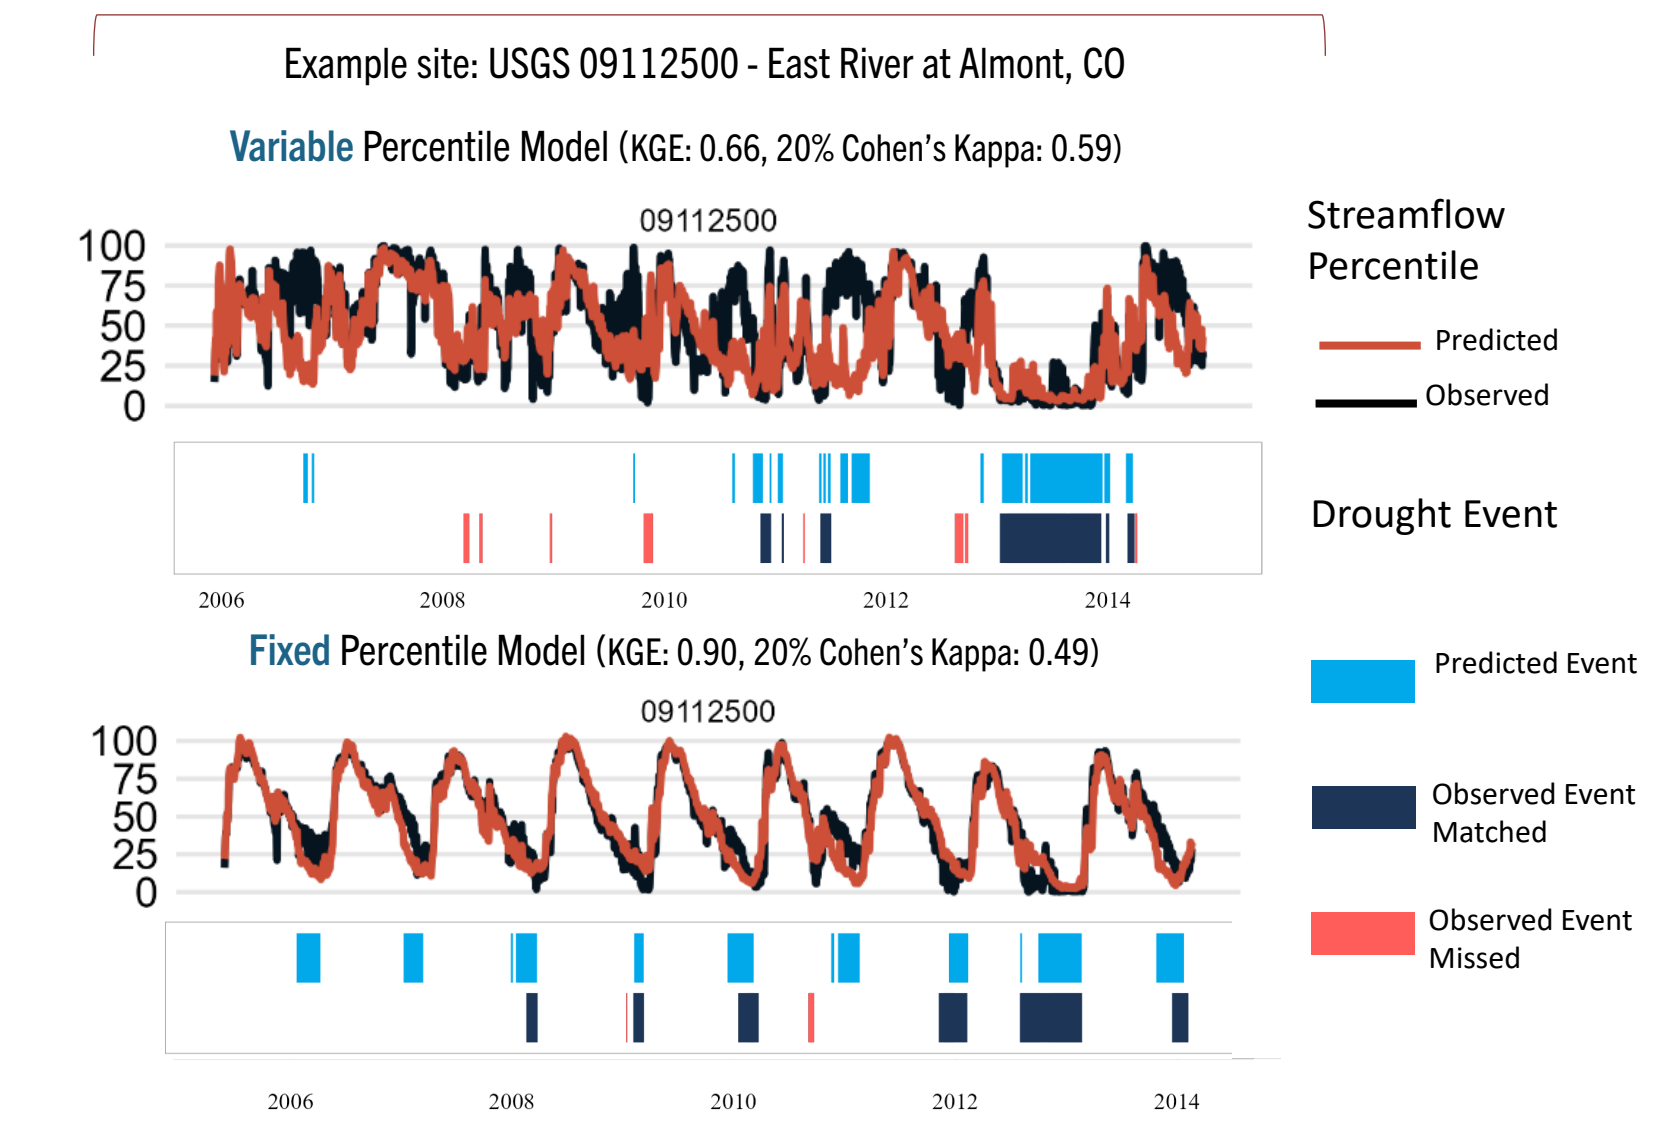 Example site: USGS 09112500 - East River at Almont, CO
Variable Percentile Model (KGE: 0.66, 20% Cohen’s Kappa: 0.59)
09112500
100
75
50
25
0
Streamflow
Percentile
Predicted
Observed
Drought Event
2006 2008 2010 2012 2014
Fixed Percentile Model (KGE: 0.90, 20% Cohen’s Kappa: 0.49)
09112500
100
75
50
25
0
Predicted Event
Observed Event
Matched
Observed Event
Missed
2006 2008 2010 2012 2014